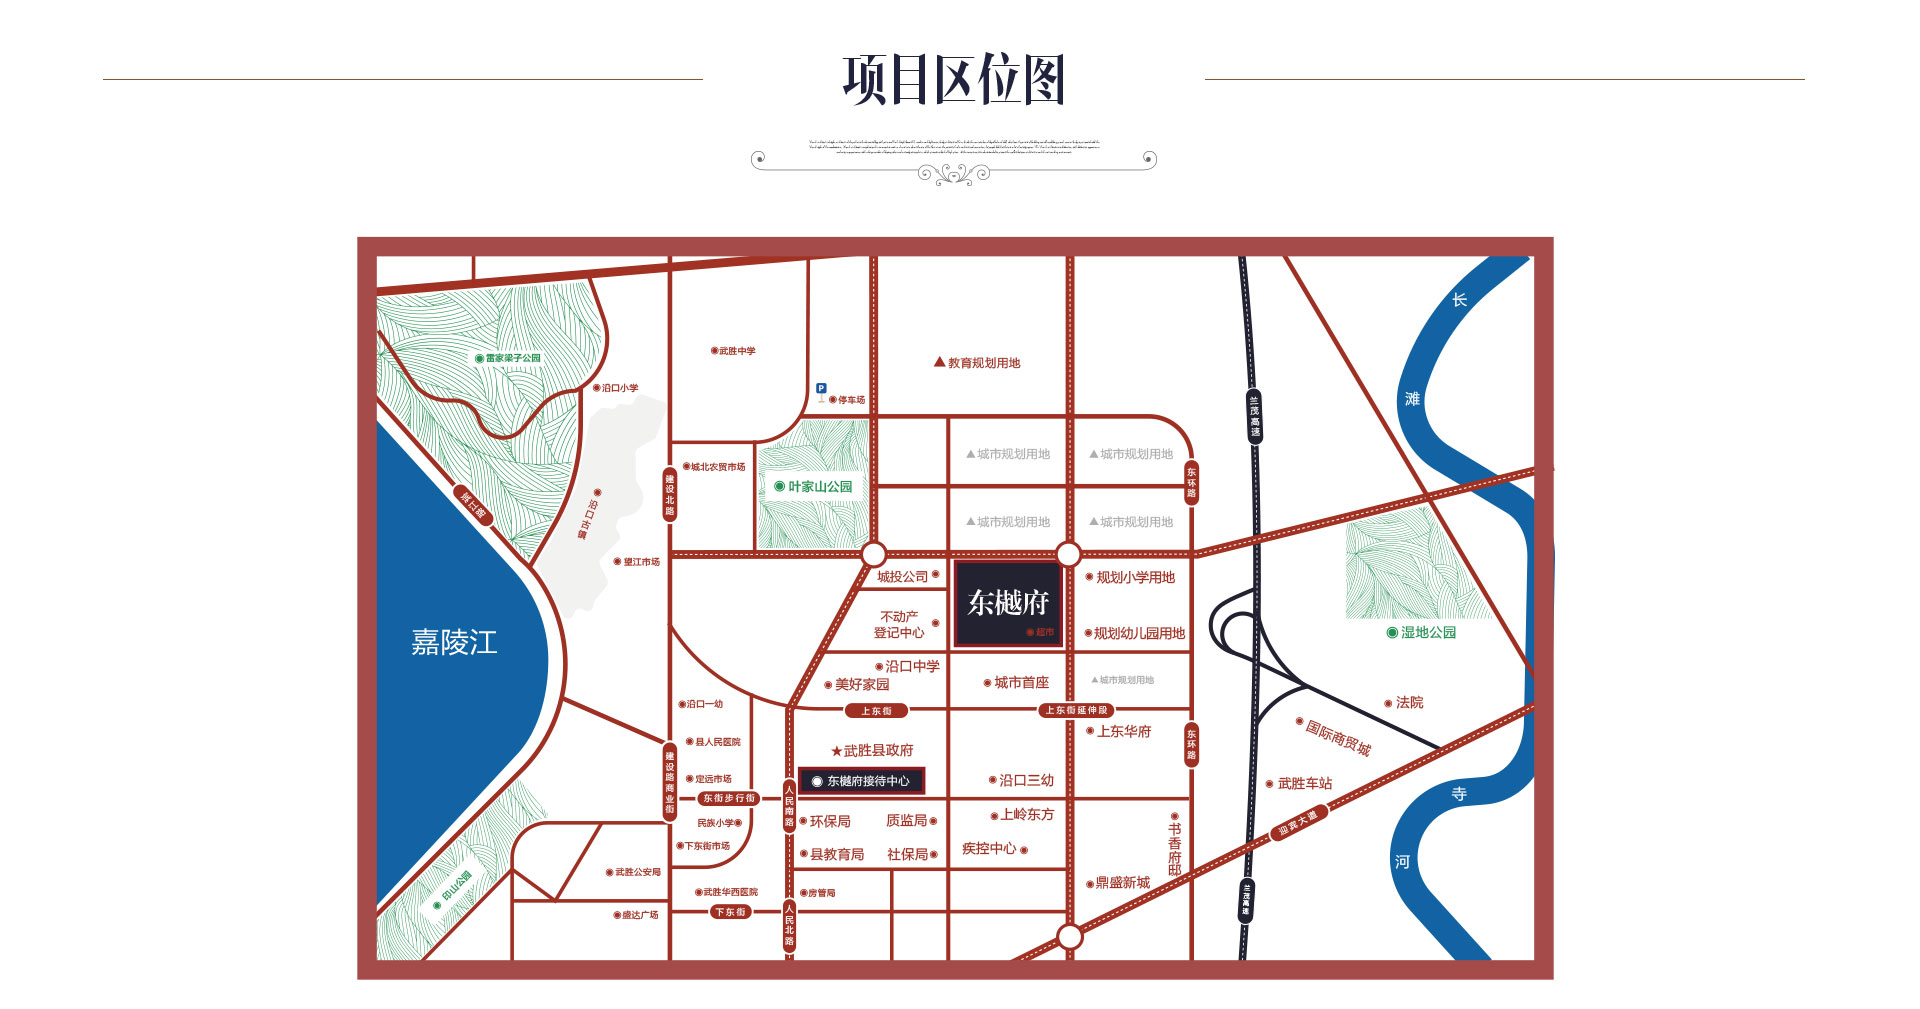 项目区位图
长
◉武胜中学
◉雷家梁子公园
▲教育规划用地
◉沿口小学
P
◉停车场
滩
兰茂高速
▲城市规划用地
▲城市规划用地
◉城北农贸市场
东环路
◉叶家山公园
建设北路
滨江路
◉沿口古镇
▲城市规划用地
▲城市规划用地
◉望江市场
城投公司◉
◉规划小学用地
东樾府
◉超市
不动产
登记中心◉
◉规划幼儿园用地
◉湿地公园
嘉陵江
◉沿口中学
◉美好家园
◉城市首座
▲城市规划用地
◉沿口一幼
上东街
上东街延伸段
◉法院
◉上东华府
◉国际商贸城
◉县人民医院
★武胜县政府
东环路
建设路商业街
◉定远市场
◉东樾府接待中心
◉沿口三幼
◉武胜车站
寺
东街步行街
人民南路
民族小学◉
◉环保局
质监局◉
◉上岭东方
◉书香府邸
迎宾大道
◉下东街市场
◉县教育局
社保局◉
疾控中心◉
河
◉武胜公安局
◉鼎盛新城
◉印山公园
◉武胜华西医院
◉房管局
兰茂高速
◉盛达广场
下东街
人民北路